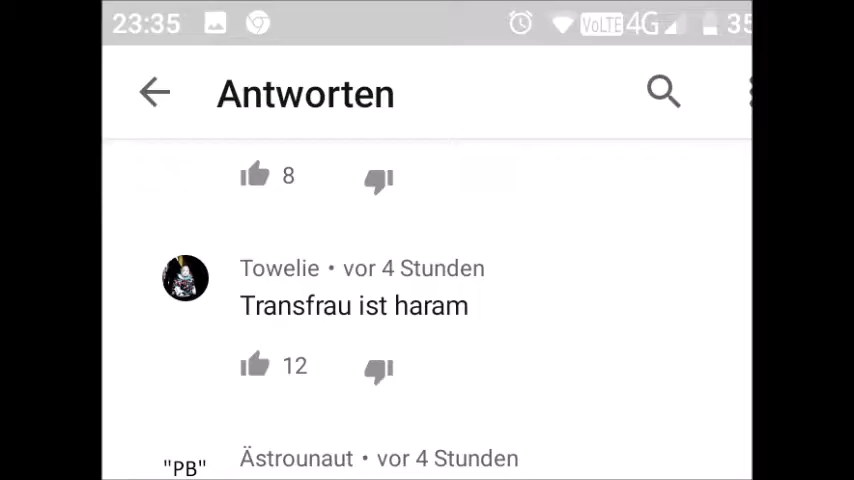 23:35 VoLTE 4G 35
Antworten
8
Towelie • vor 4 Stunden
Transfrau ist haram
12
"PB" Ästrounaut • vor 4 Stunden